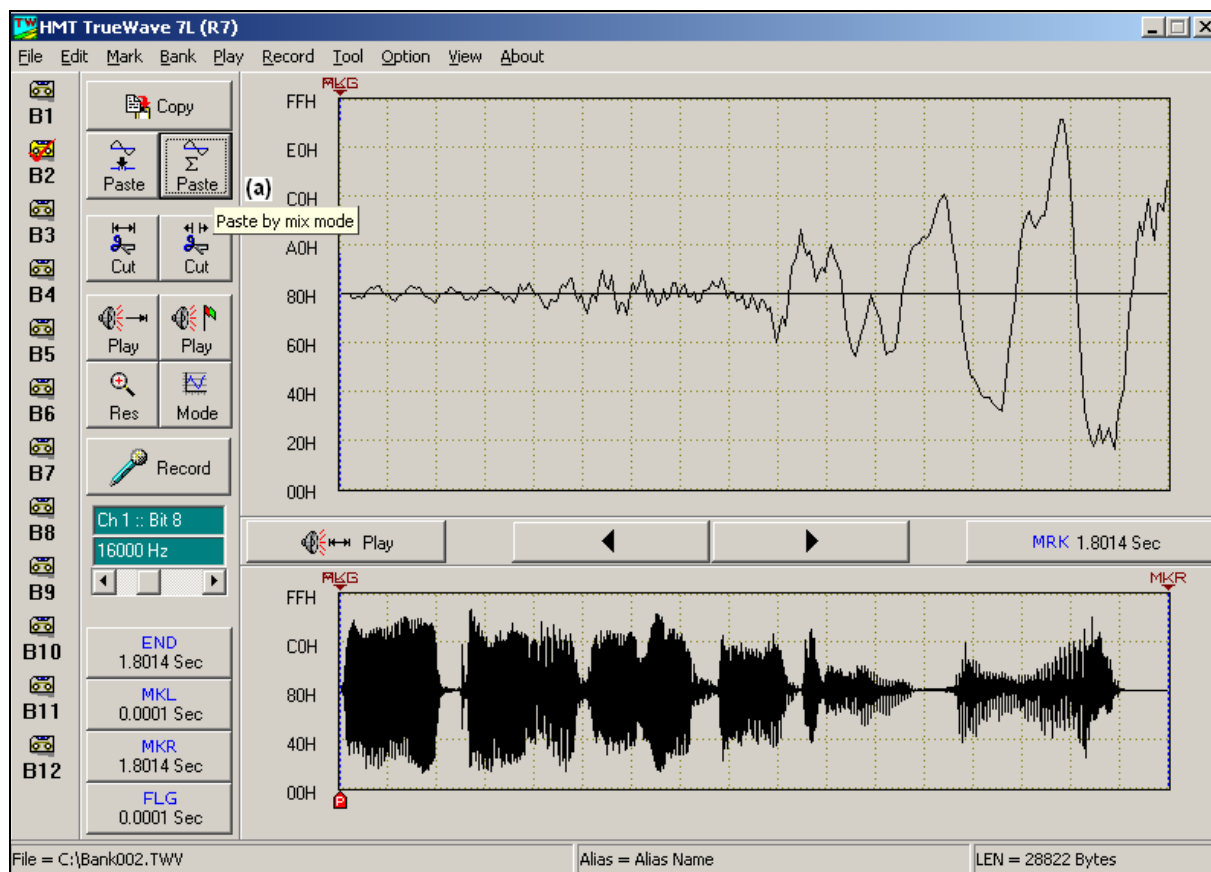 HMT TrueWave 7L (R7)
File Edit Mark Bank Play Record Tool Option View About
B1
B2
B3
B4
B5
B6
B7
B8
B9
B10
B11
B12
Copy
Paste Paste
(a)
Paste by mix mode
Cut Cut
Play Play
Res Mode
Record
Ch 1 :: Bit 8
16000 Hz
END
1.8014 Sec
MKL
0.0001 Sec
MKR
1.8014 Sec
FLG
0.0001 Sec
FFH
E0H
C0H
A0H
80H
60H
40H
20H
00H
Play
MRK 1.8014 Sec
MKR
FFH
C0H
80H
40H
00H
P
File = C:\Bank002.TWV
Alias = Alias Name
LEN = 28822 Bytes